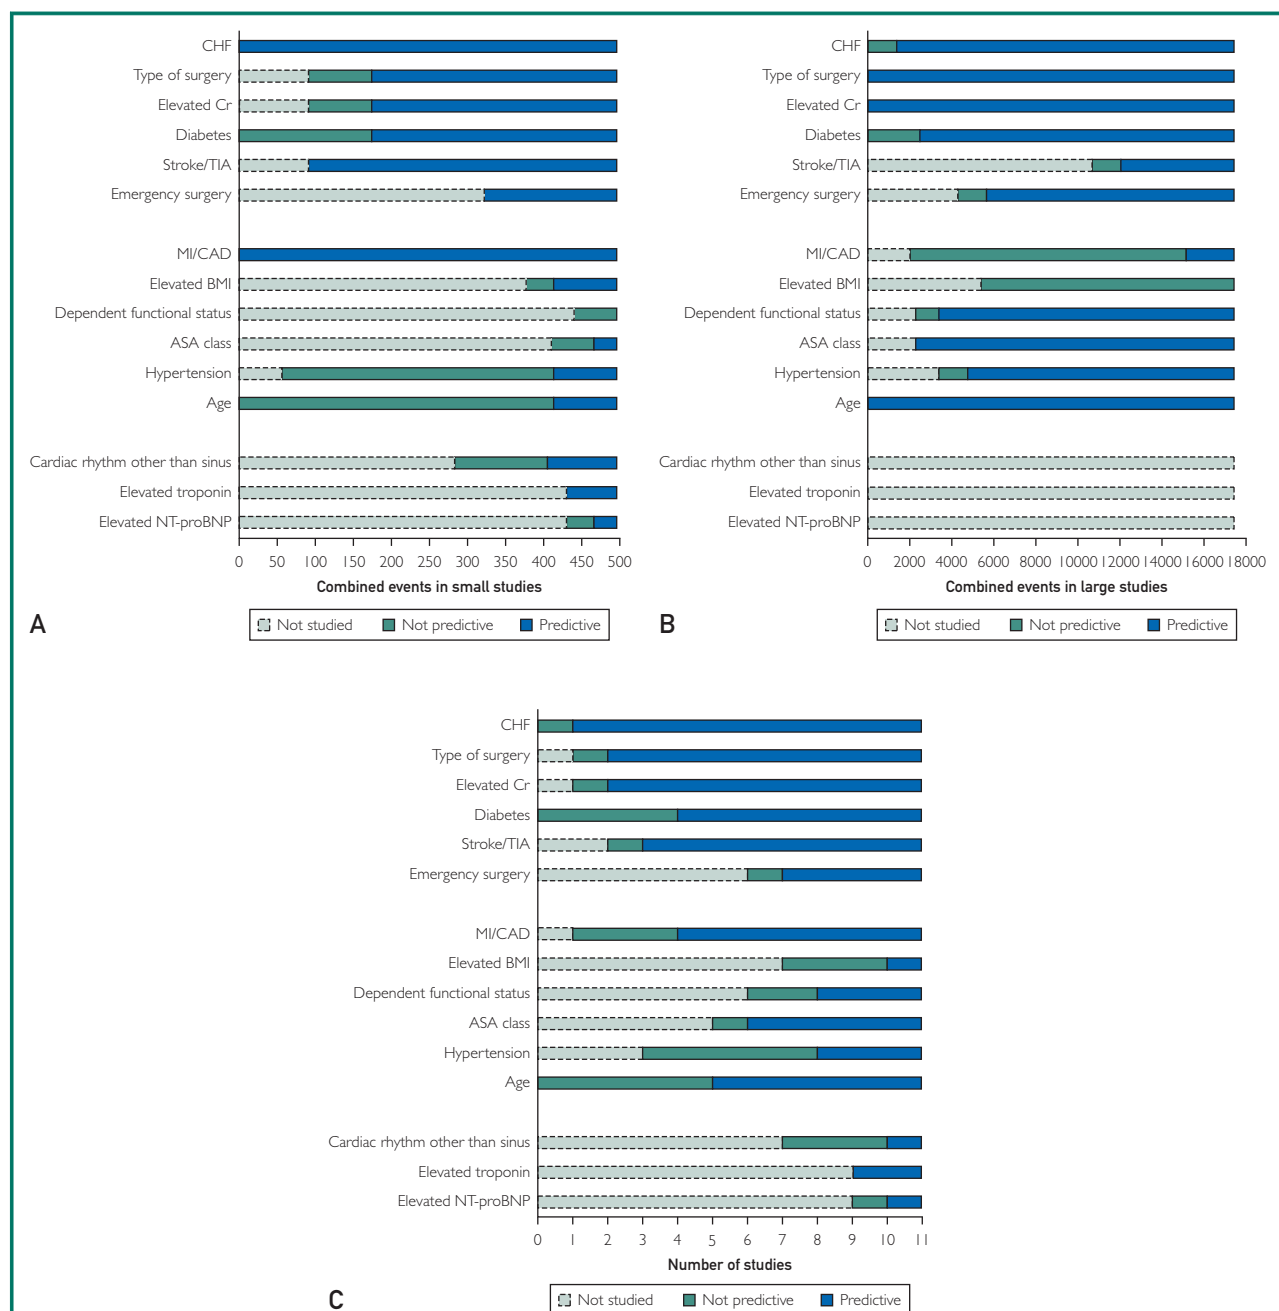 CHF
Type of surgery
Elevated Cr
Diabetes
Stroke/TIA
Emergency surgery
MI/CAD
Elevated BMI
Dependent functional status
ASA class
Hypertension
Age
Cardiac rhythm other than sinus
Elevated troponin
Elevated NT-proBNP
0 50 100 150 200 250 300 350 400 450 500
Combined events in small studies
A
Not studied Not predictive Predictive
CHF
Type of surgery
Elevated Cr
Diabetes
Stroke/TIA
Emergency surgery
MI/CAD
Elevated BMI
Dependent functional status
ASA class
Hypertension
Age
Cardiac rhythm other than sinus
Elevated troponin
Elevated NT-proBNP
0 2000 4000 6000 8000 10000 12000 14000 16000 18000
Combined events in large studies
B
Not studied Not predictive Predictive
CHF
Type of surgery
Elevated Cr
Diabetes
Stroke/TIA
Emergency surgery
MI/CAD
Elevated BMI
Dependent functional status
ASA class
Hypertension
Age
Cardiac rhythm other than sinus
Elevated troponin
Elevated NT-proBNP
0 1 2 3 4 5 6 7 8 9 10 11
Number of studies
C
Not studied Not predictive Predictive